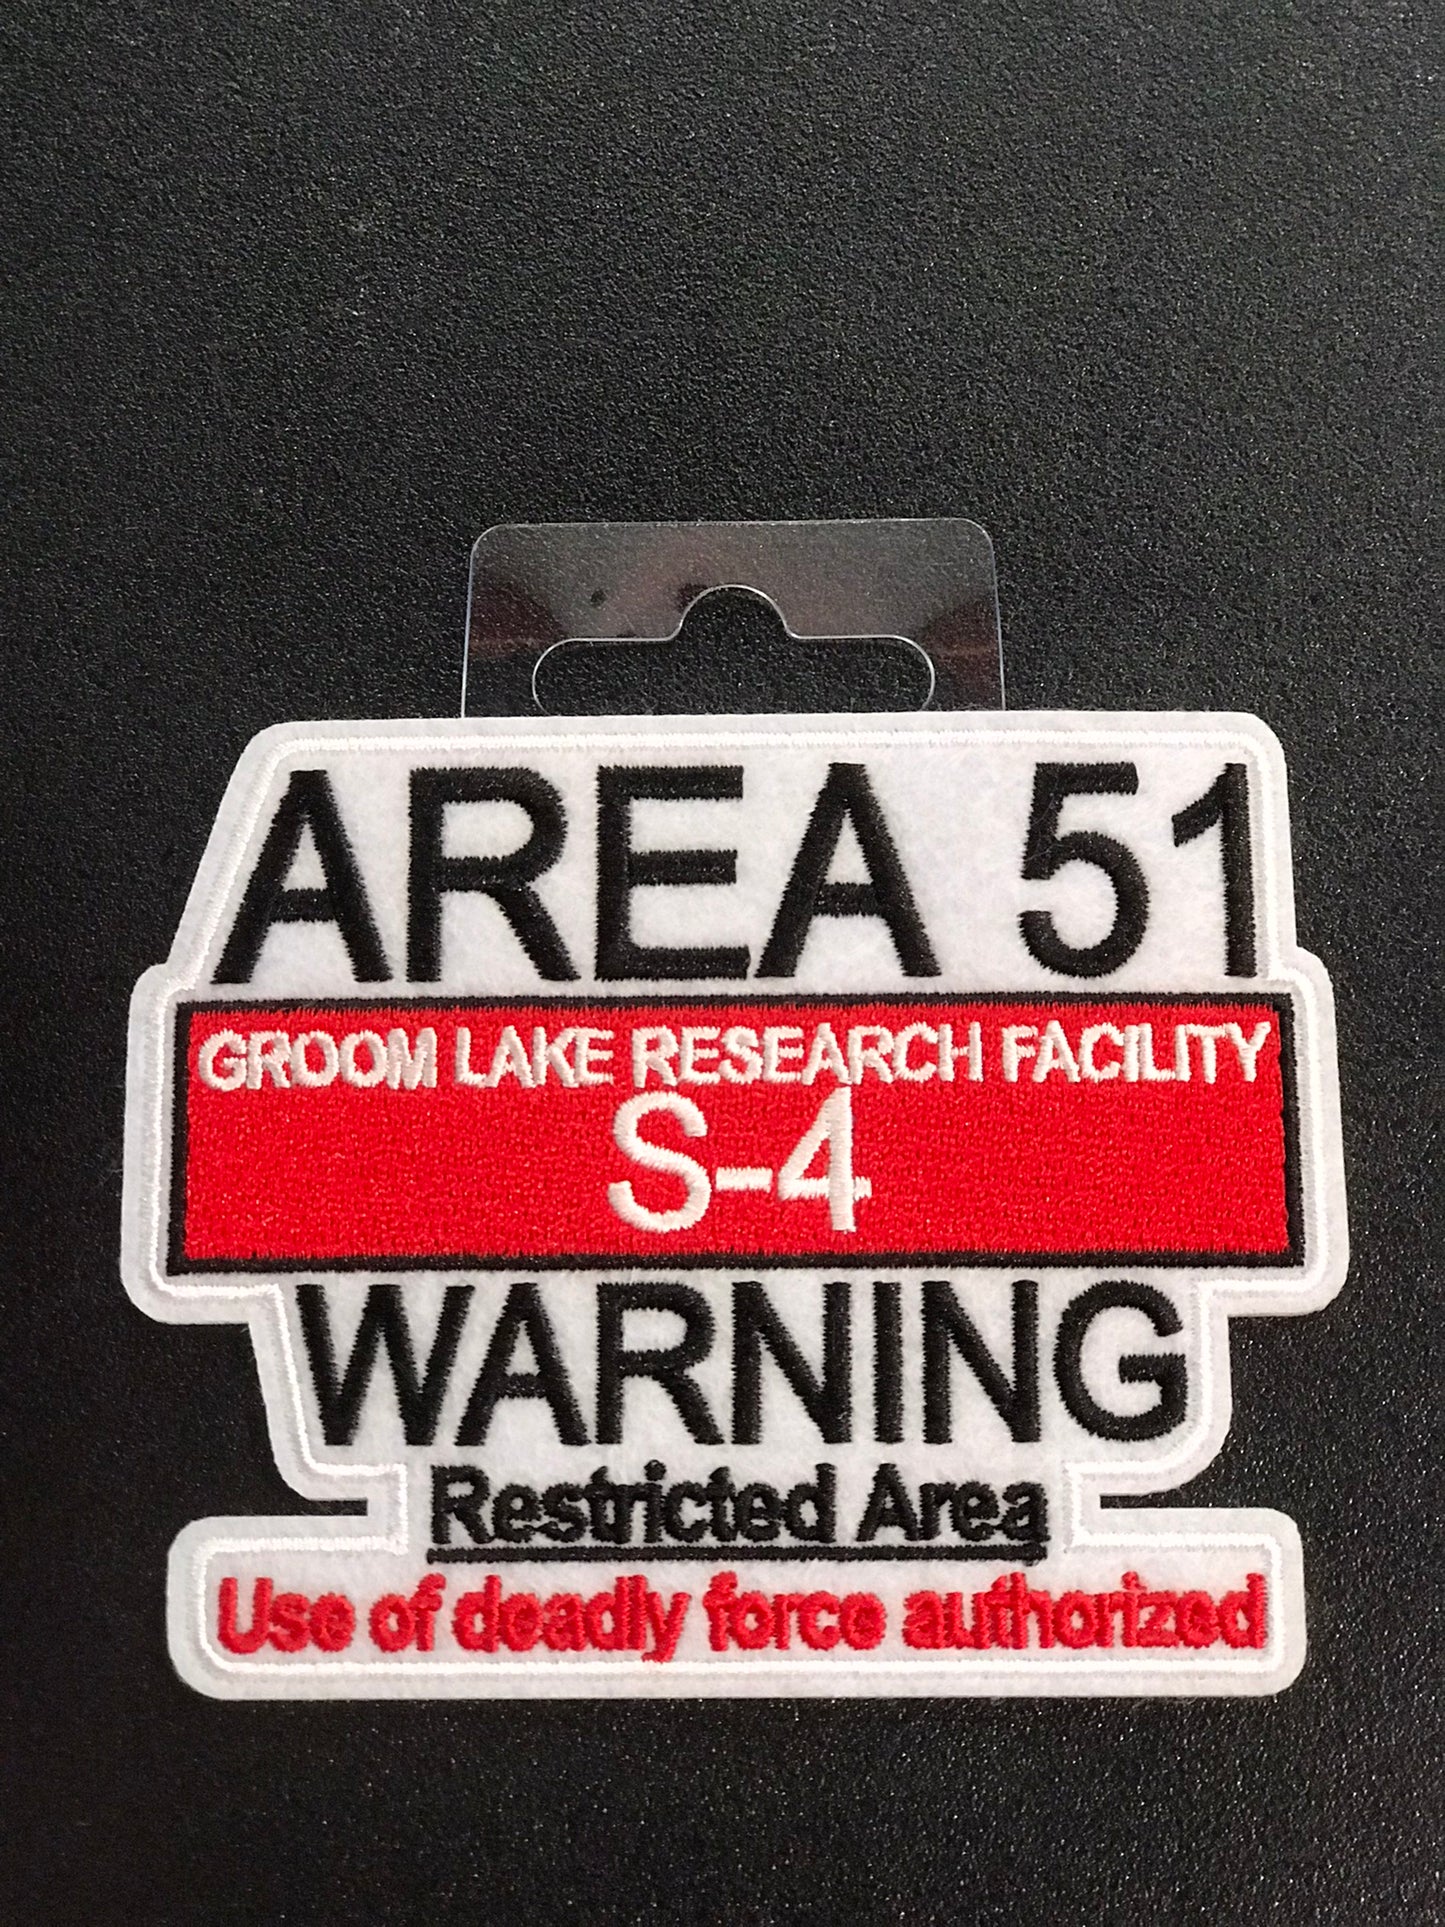 AREA 51
GROOM LAKE RESEARCH FACILITY
S-4
WARNING
Restricted Area
Use of deadly force authorized